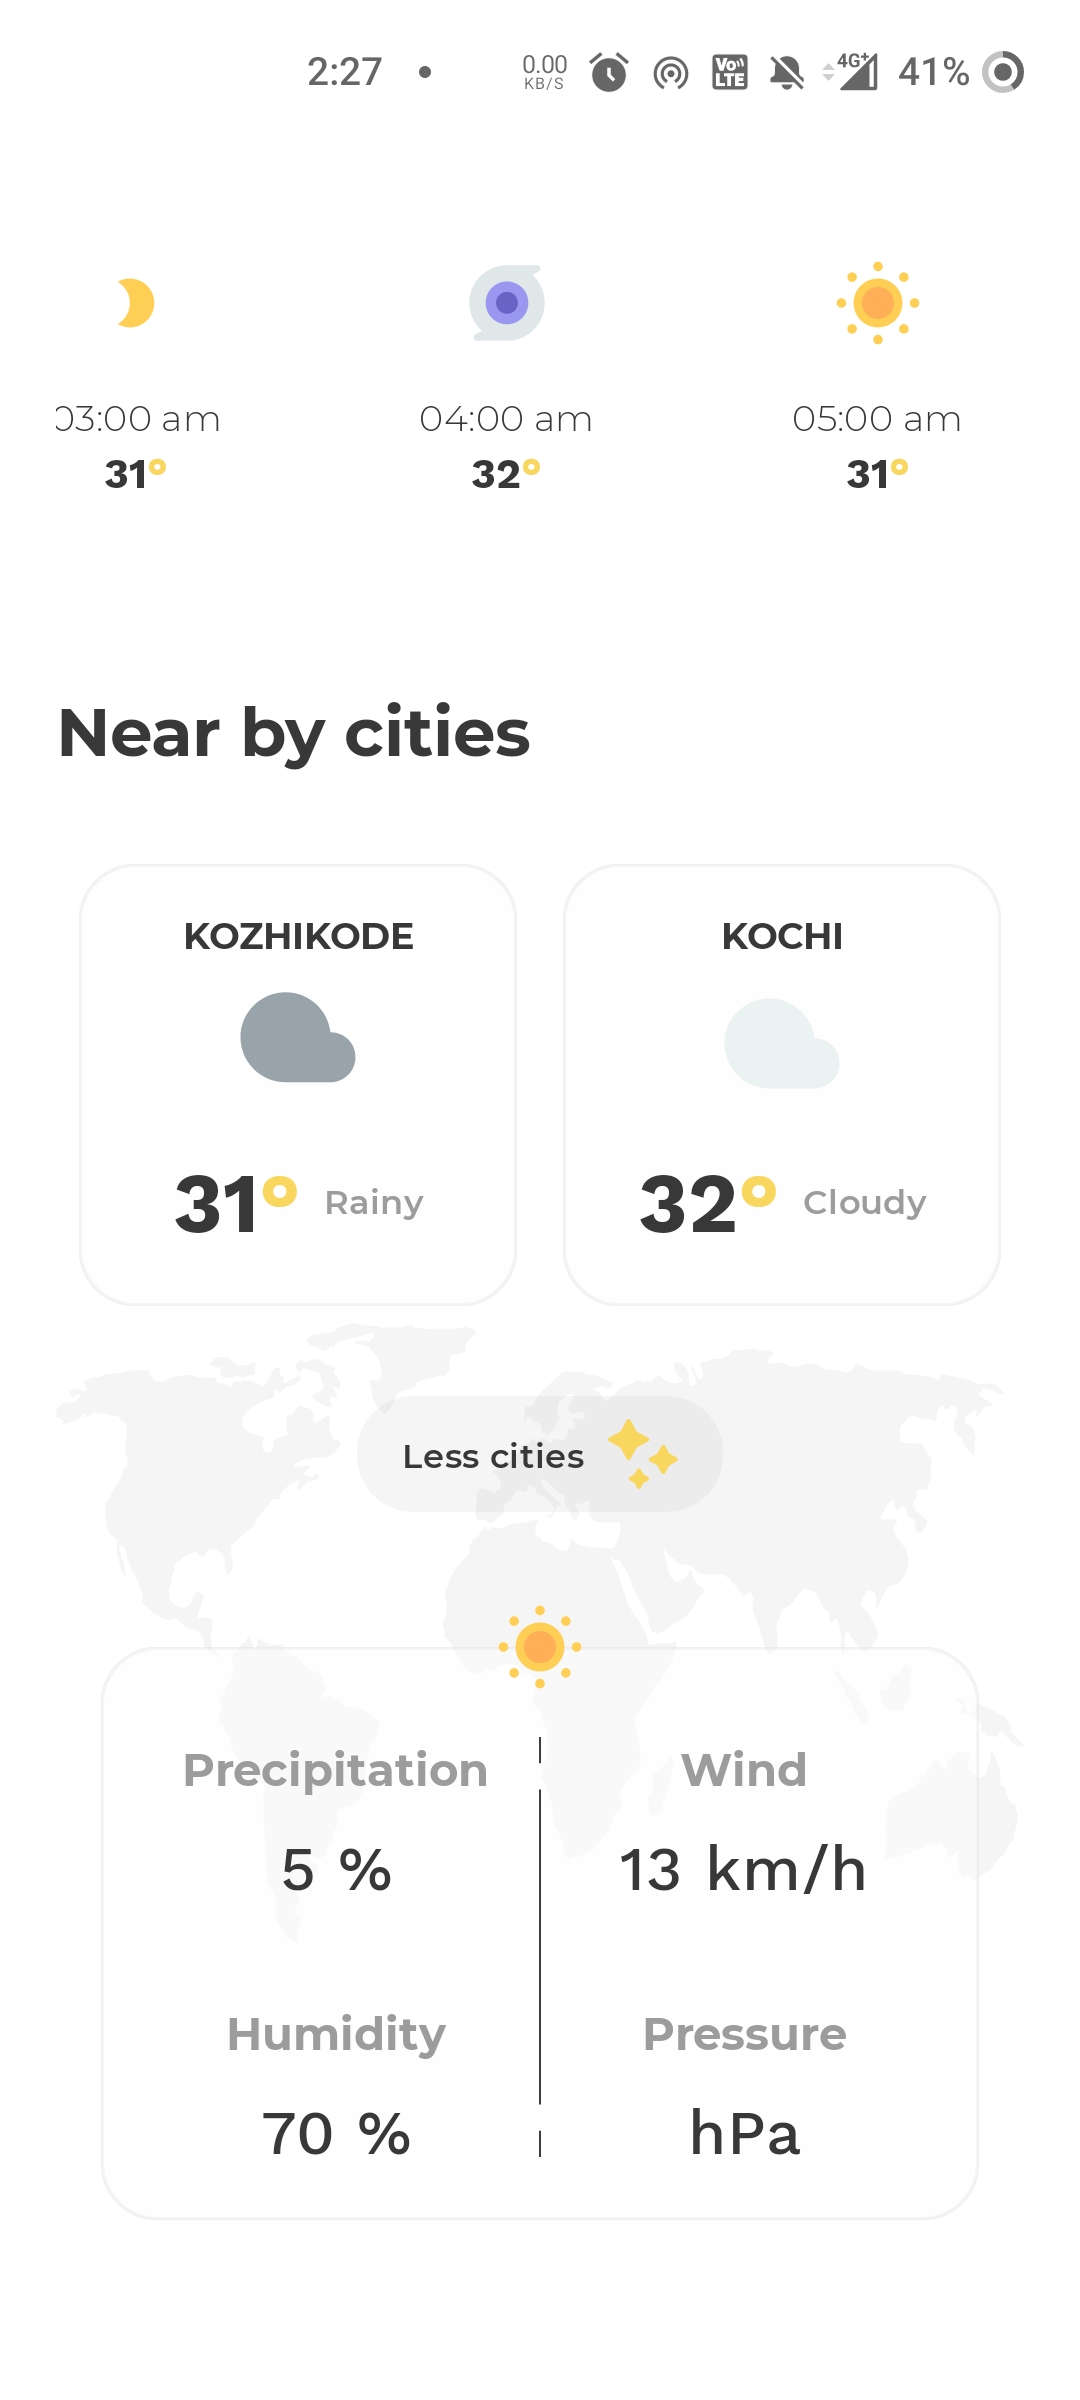 2:27 • 0.00 KB/S Vo LTE 4G+ 41%
03:00 am 04:00 am 05:00 am
31° 32° 31°
Near by cities
KOZHIKODE KOCHI
31° Rainy 32° Cloudy
Less cities
Precipitation Wind
5 % 13 km/h
Humidity Pressure
70 % hPa